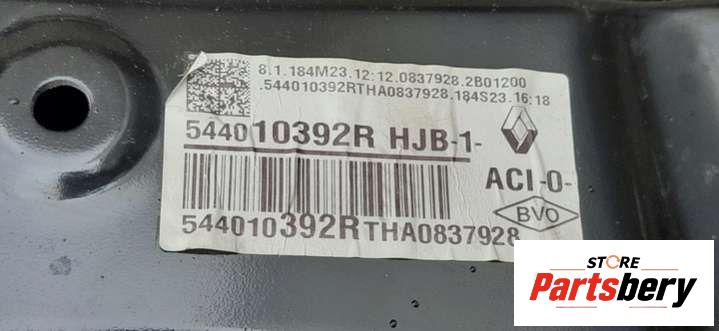 8.1.184M23.12:12.0837928.2B01200
.544010392RTHA0837928.184S23.16:18
544010392R HJB-1-
ACI-0-
BVO
544010392RTHA0837928
STORE
Partsbery